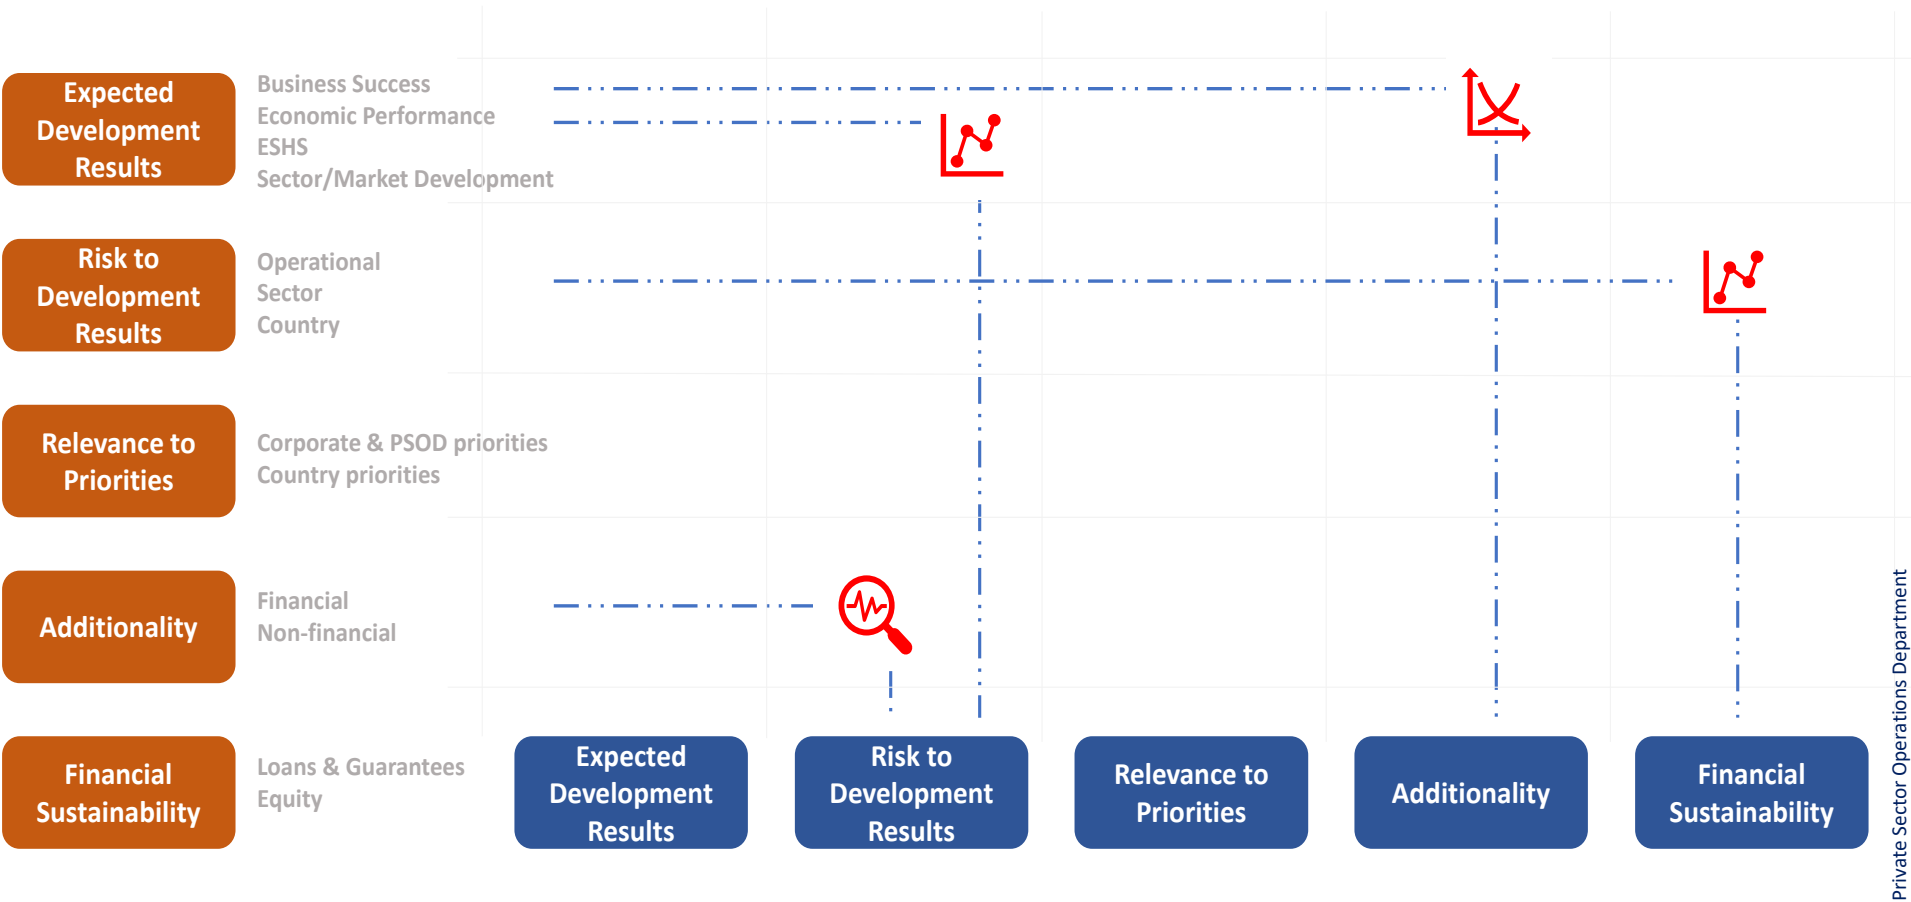 Expected
Development
Results
Business Success
Economic Performance
ESHS
Sector/Market Development
Risk to
Development
Results
Operational
Sector
Country
Relevance to
Priorities
Corporate & PSOD priorities
Country priorities
Additionality
Financial
Non-financial
Financial
Sustainability
Loans & Guarantees
Equity
Expected
Development
Results
Risk to
Development
Results
Relevance to
Priorities
Additionality
Financial
Sustainability
Private Sector Operations Department